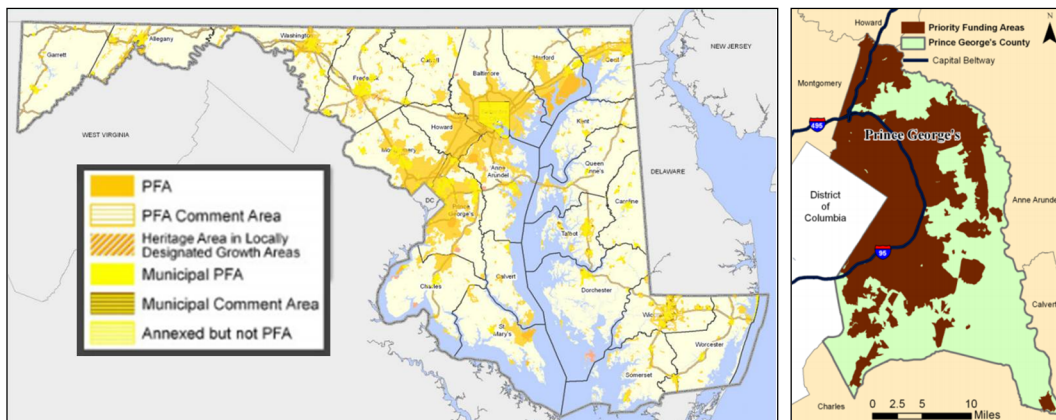 Garrett
Allegany
Washington
Frederick
Carroll
Baltimore
Harford
Cecil
NEW JERSEY
WEST VIRGINIA
Howard
Montgomery
Kent
Anne
Arundel
Queen
Anne's
DELAWARE
DC
Prince
George's
Caroline
Talbot
Calvert
Charles
Dorchester
St.
Mary's
Wicomico
Worcester
Somerset
PFA
PFA Comment Area
Heritage Area in Locally
Designated Growth Areas
Municipal PFA
Municipal Comment Area
Annexed but not PFA
Howard
Priority Funding Areas
Prince George's County
Capital Beltway
N
Montgomery
495
Prince George's
District
of
Columbia
Anne Arunde
95
Calvert
Charles
0 2.5 5 10
Miles